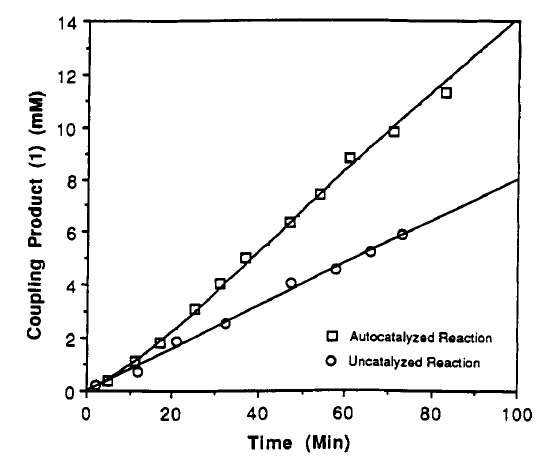 Coupling Product (1) (mM)
14
12
10
8
6
4
2
0
Autocatalyzed Reaction
Uncatalyzed Reaction
0 20 40 60 80 100
Time (Min)